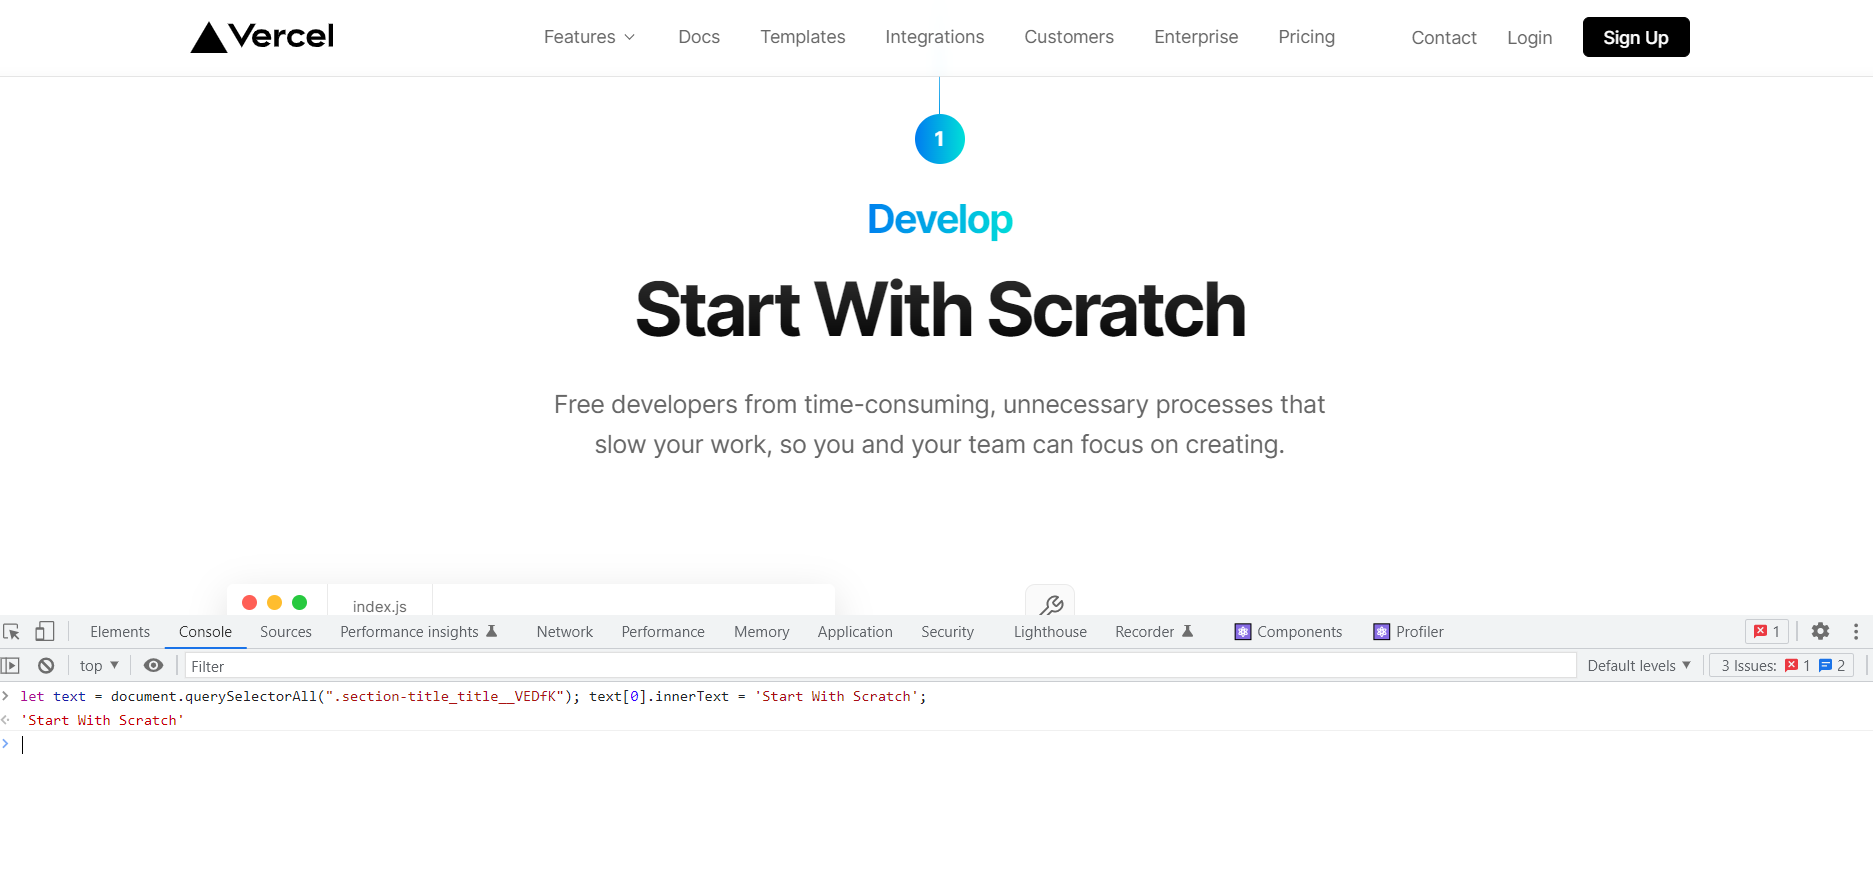 Vercel
Features Docs Templates Integrations Customers Enterprise Pricing Contact Login Sign Up
1
Develop
Start With Scratch
Free developers from time-consuming, unnecessary processes that
slow your work, so you and your team can focus on creating.
index.js
Elements Console Sources Performance insights Network Performance Memory Application Security Lighthouse Recorder Components Profiler 1
top Filter Default levels 3 Issues: 1 2
let text = document.querySelectorAll(".section-title_title__VEDfK"); text[0].innerText = 'Start With Scratch';
'Start With Scratch'